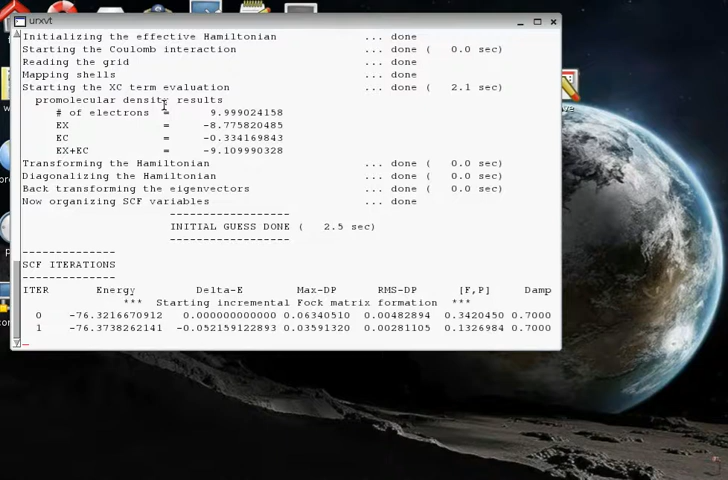 urxvt
Initializing the effective Hamiltonian ... done
Starting the Coulomb interaction ... done ( 0.0 sec)
Reading the grid ... done
Mapping shells ... done
Starting the XC term evaluation ... done ( 2.1 sec)
promolecular density results
# of electrons = 9.999024158
EX = -8.775820485
EC = -0.334169843
EX+EC = -9.109990328
Transforming the Hamiltonian ... done ( 0.0 sec)
Diagonalizing the Hamiltonian ... done ( 0.0 sec)
Back transforming the eigenvectors ... done ( 0.0 sec)
Now organizing SCF variables ... done
------------------
INITIAL GUESS DONE ( 2.5 sec)
------------------
--------------
SCF ITERATIONS
--------------
ITER Energy Delta-E Max-DP RMS-DP [F,P] Damp
*** Starting incremental Fock matrix formation ***
0 -76.3216670912 0.000000000000 0.06340510 0.00482894 0.3420450 0.7000
1 -76.3738262141 -0.052159122893 0.03591320 0.00281105 0.1326984 0.7000